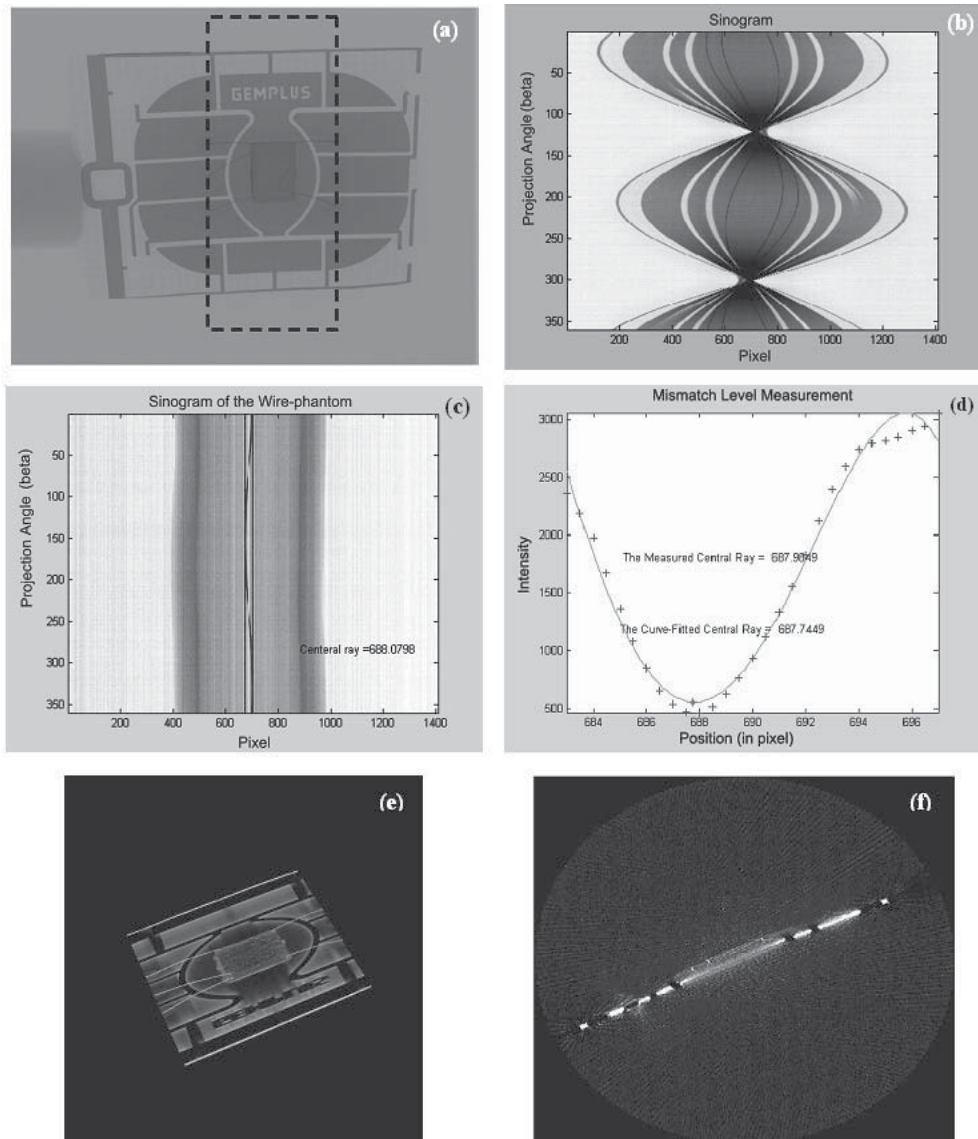 (a)
GEMPLUS
(b)
Sinogram
Projection Angle (beta)
50
100
150
200
250
300
350
200 400 600 800 1000 1200 1400
Pixel
(c)
Sinogram of the Wire-phantom
Projection Angle (beta)
50
100
150
200
250
300
350
Centeral ray =688.0798
200 400 600 800 1000 1200 1400
Pixel
(d)
Mismatch Level Measurement
Intensity
3000
2500
2000
1500
1000
500
The Measured Central Ray = 687.9049
The Curve-Fitted Central Ray = 687.7449
684 686 688 690 692 694 696
Position (in pixel)
(e)
(f)